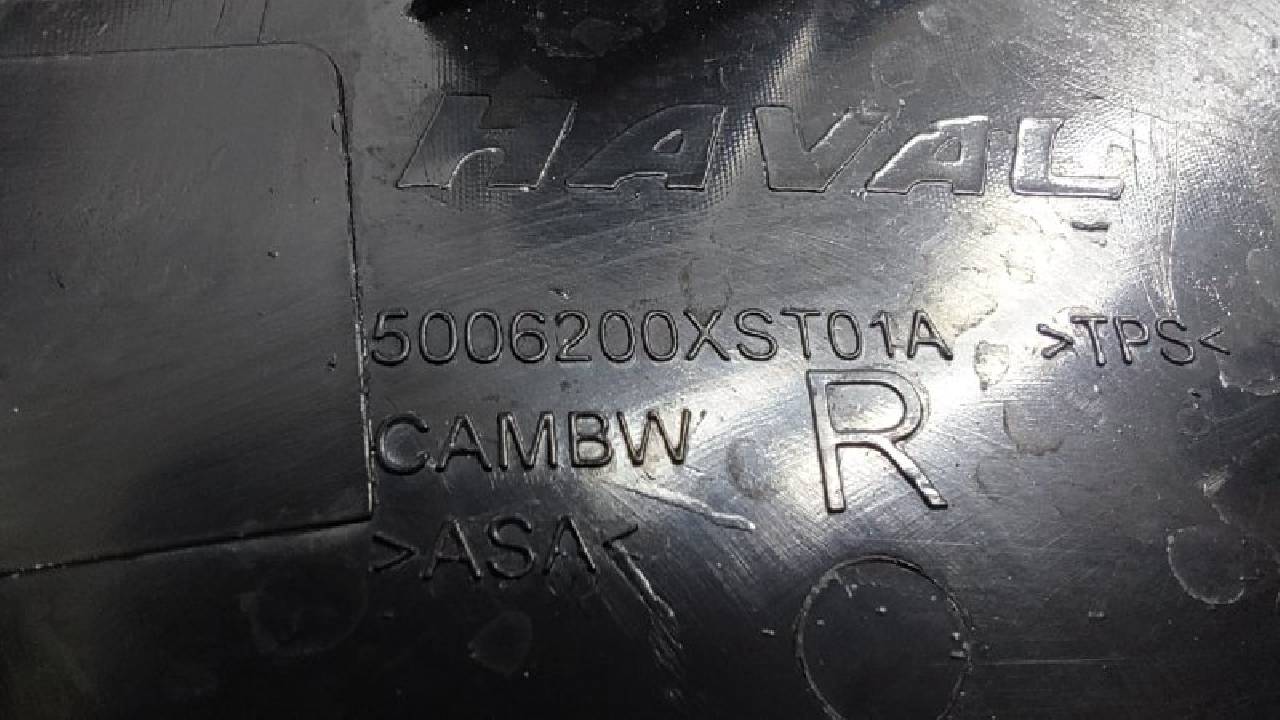 HAVAL
5006200XST01A >TPS<
CAMBW R
>ASA<